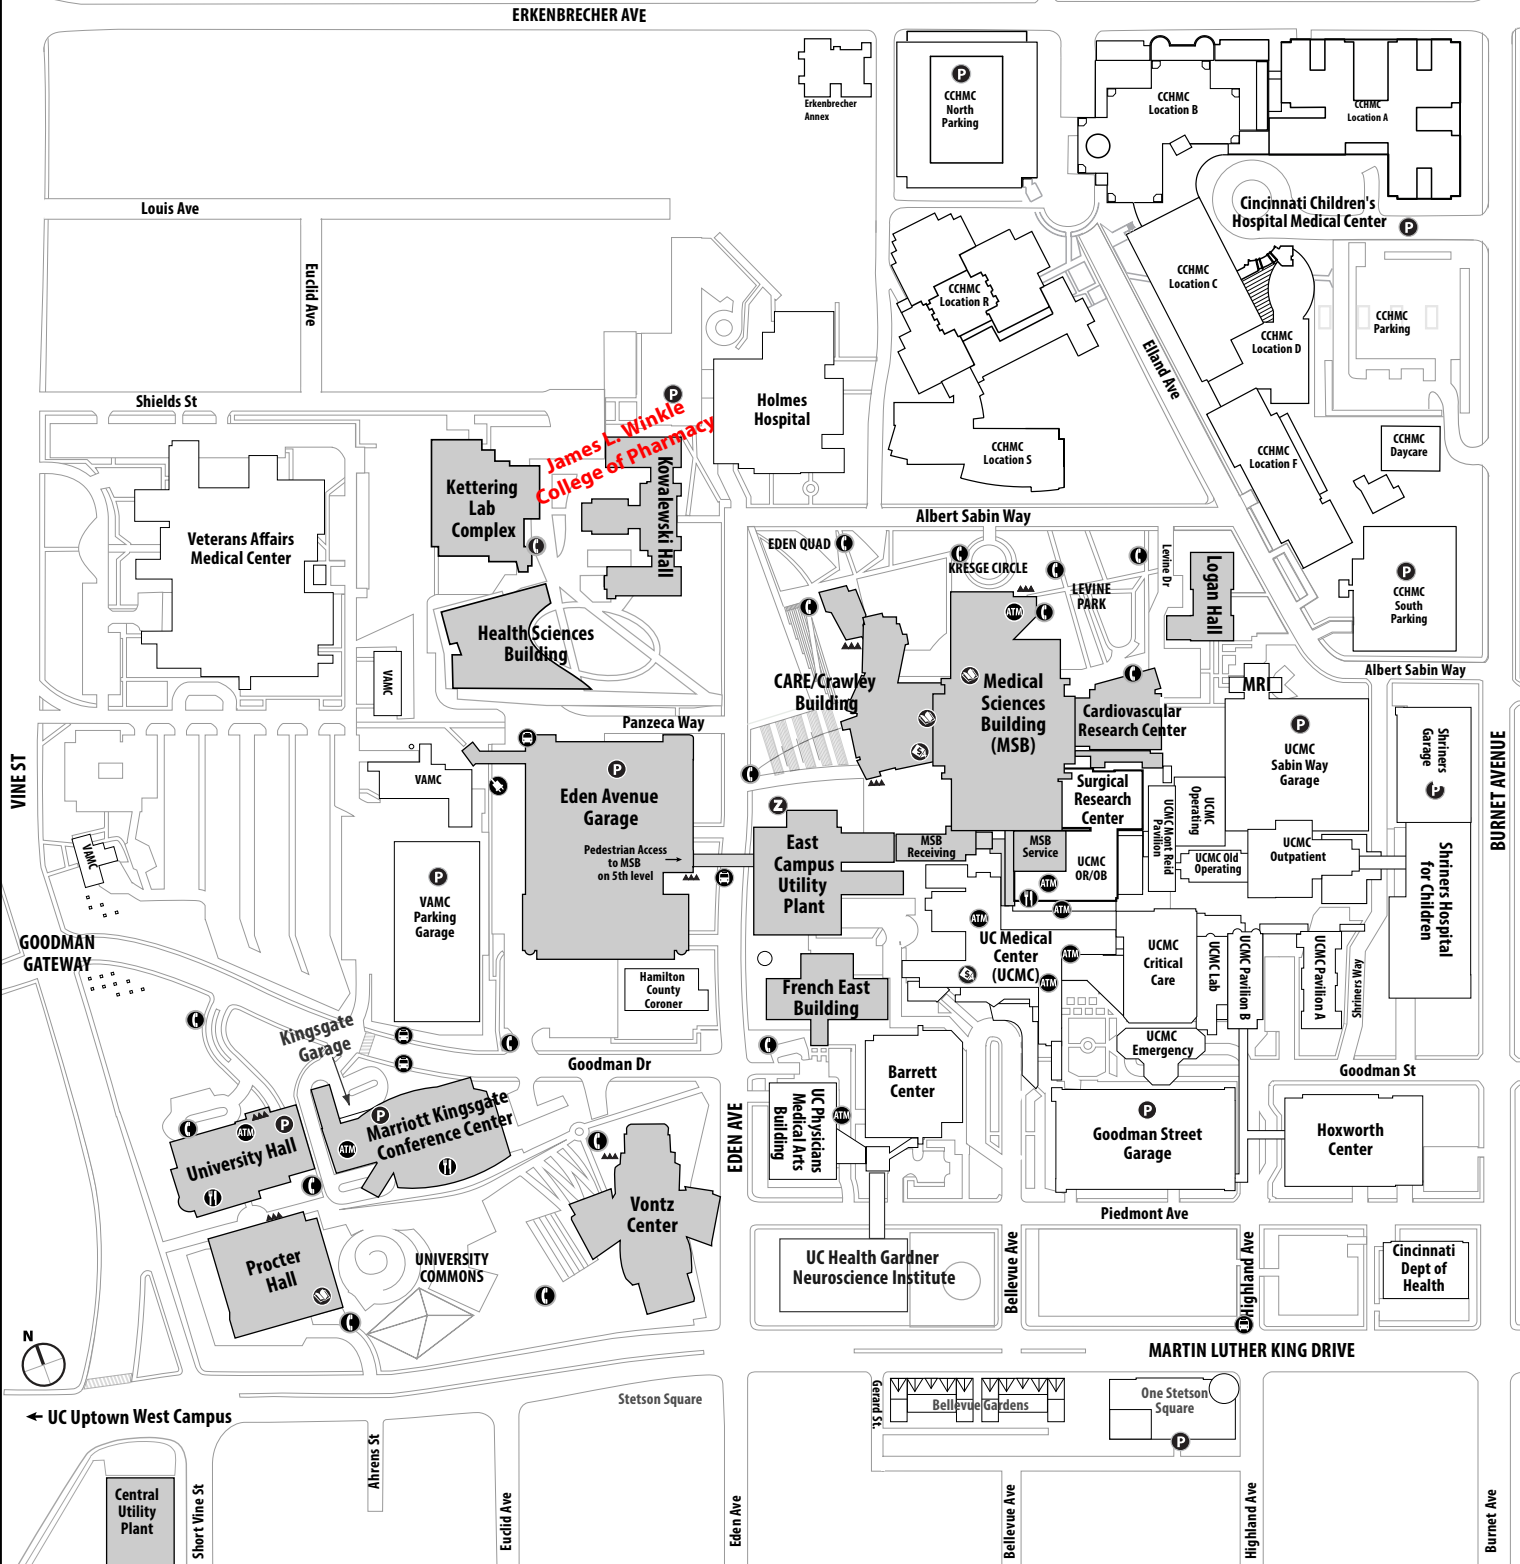 ERKENBRECHER AVE
Erkenbrecher
Annex
P
CCHMC
North
Parking
CCHMC
Location B
CCHMC
Location A
Louis Ave
Cincinnati Children's
Hospital Medical Center
P
Euclid Ave
CCHMC
Location R
CCHMC
Location C
CCHMC
Location D
CCHMC
Parking
Elland Ave
Shields St
P
James L. Winkle
College of Pharmacy
Holmes
Hospital
CCHMC
Location S
CCHMC
Location F
CCHMC
Daycare
Kettering
Lab
Complex
Kowalewski Hall
Veterans Affairs
Medical Center
Albert Sabin Way
EDEN QUAD
KRESGE CIRCLE
LEVINE
PARK
Levine Dr
Logan Hall
P
CCHMC
South
Parking
ATM
Health Sciences
Building
VAMC
CARE/Crawley
Building
Medical
Sciences
Building
(MSB)
Cardiovascular
Research Center
MRI
Albert Sabin Way
Panzeca Way
VINE ST
P
UCMC
Sabin Way
Garage
Shriners
Garage
P
BURNET AVENUE
VAMC
P
Eden Avenue
Garage
Pedestrian Access
to MSB
on 5th level
Z
East
Campus
Utility
Plant
MSB
Receiving
MSB
Service
Surgical
Research
Center
UCMC
OR/OB
UCMC Mont Reid
Pavilion
UCMC
Operating
UCMC Old
Operating
UCMC
Outpatient
Shriners Hospital
for Children
VAMC
P
VAMC
Parking
Garage
ATM
ATM
ATM
ATM
ATM
UC Medical
Center
(UCMC)
UCMC
Critical
Care
UCMC Lab
UCMC Pavilion B
UCMC Pavilion A
Shriners Way
GOODMAN
GATEWAY
Hamilton
County
Coroner
French East
Building
Kingsgate
Garage
UCMC
Emergency
Goodman Dr
Goodman St
Barrett
Center
P
Marriott Kingsgate
Conference Center
ATM
P
ATM
University Hall
EDEN AVE
UC Physicians
Medical Arts
Building
ATM
P
Goodman Street
Garage
Hoxworth
Center
Vontz
Center
Piedmont Ave
Procter
Hall
UNIVERSITY
COMMONS
UC Health Gardner
Neuroscience Institute
Bellevue Ave
Highland Ave
Cincinnati
Dept of
Health
N
MARTIN LUTHER KING DRIVE
Stetson Square
Gerard St.
Bellevue Gardens
One Stetson
Square
P
← UC Uptown West Campus
Central
Utility
Plant
Short Vine St
Ahrens St
Euclid Ave
Eden Ave
Bellevue Ave
Highland Ave
Burnet Ave